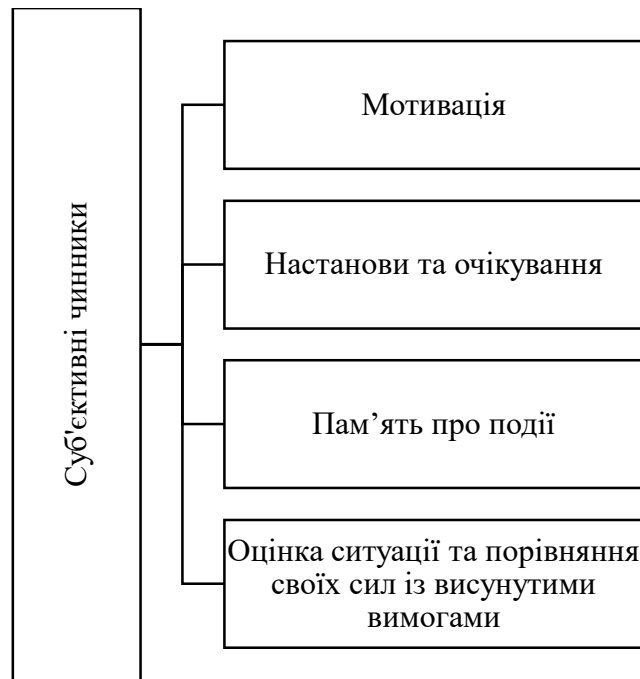 Суб'єктивні чинники
Мотивація
Настанови та очікування
Пам’ять про події
Оцінка ситуації та порівняння
своїх сил із висунутими
вимогами